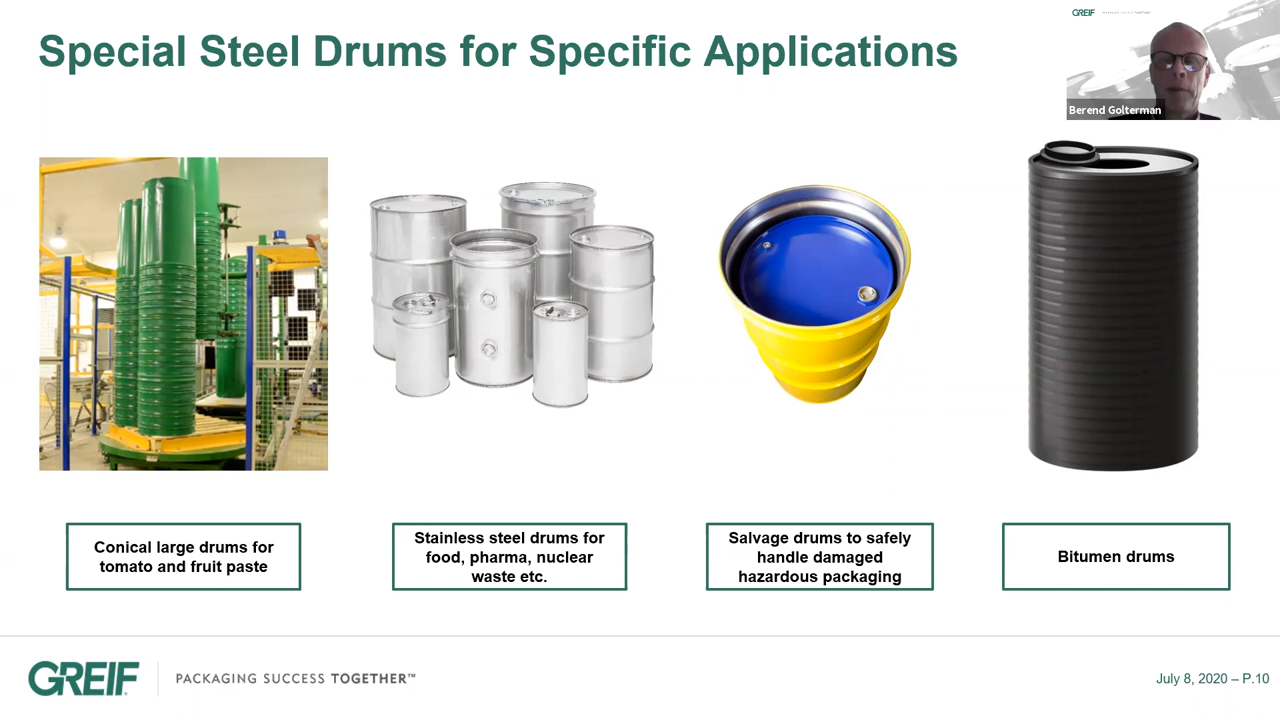 Special Steel Drums for Specific Applications
GREIF
Berend Golterman
Conical large drums for
tomato and fruit paste
Stainless steel drums for
food, pharma, nuclear
waste etc.
Salvage drums to safely
handle damaged
hazardous packaging
Bitumen drums
GREIF
PACKAGING SUCCESS TOGETHER™
July 8, 2020 – P.10